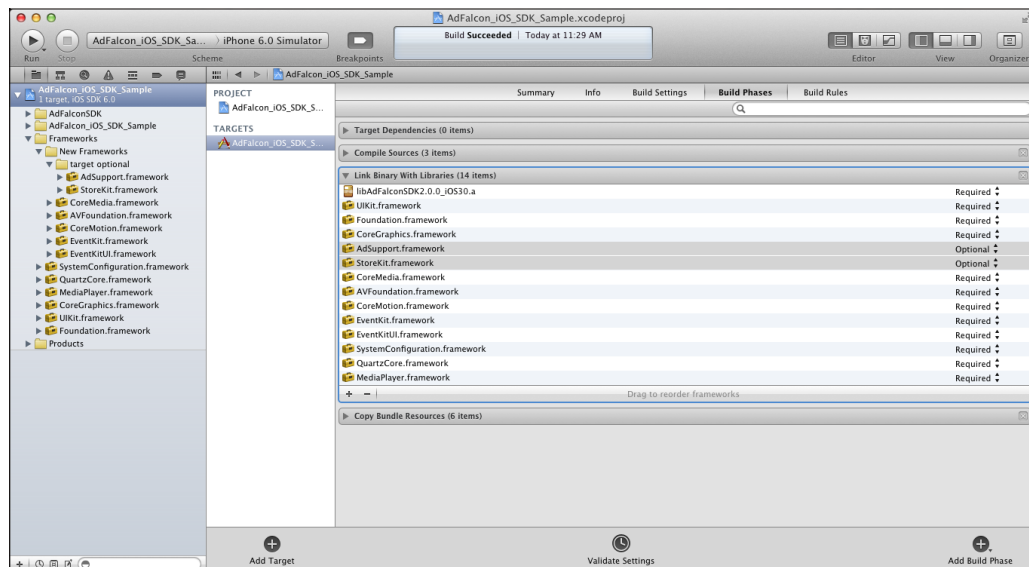 AdFalcon_iOS_SDK_Sample.xcodeproj
AdFalcon_iOS_SDK_Sa... iPhone 6.0 Simulator
Build Succeeded | Today at 11:29 AM
Run Stop Scheme Breakpoints Editor View Organizer
AdFalcon_iOS_SDK_Sample
AdFalcon_iOS_SDK_Sample
1 target, iOS SDK 6.0
AdFalconSDK
AdFalcon_iOS_SDK_Sample
Frameworks
New Frameworks
target optional
AdSupport.framework
StoreKit.framework
CoreMedia.framework
AVFoundation.framework
CoreMotion.framework
EventKit.framework
EventKitUI.framework
SystemConfiguration.framework
QuartzCore.framework
MediaPlayer.framework
CoreGraphics.framework
UIKit.framework
Foundation.framework
Products
PROJECT
AdFalcon_iOS_SDK_S...
TARGETS
AdFalcon_iOS_SDK_S...
Summary Info Build Settings Build Phases Build Rules
Target Dependencies (0 items)
Compile Sources (3 items)
Link Binary With Libraries (14 items)
libAdFalconSDK2.0.0_iOS30.a Required
UIKit.framework Required
Foundation.framework Required
CoreGraphics.framework Required
AdSupport.framework Optional
StoreKit.framework Optional
CoreMedia.framework Required
AVFoundation.framework Required
CoreMotion.framework Required
EventKit.framework Required
EventKitUI.framework Required
SystemConfiguration.framework Required
QuartzCore.framework Required
MediaPlayer.framework Required
Drag to reorder frameworks
Copy Bundle Resources (6 items)
Add Target Validate Settings Add Build Phase